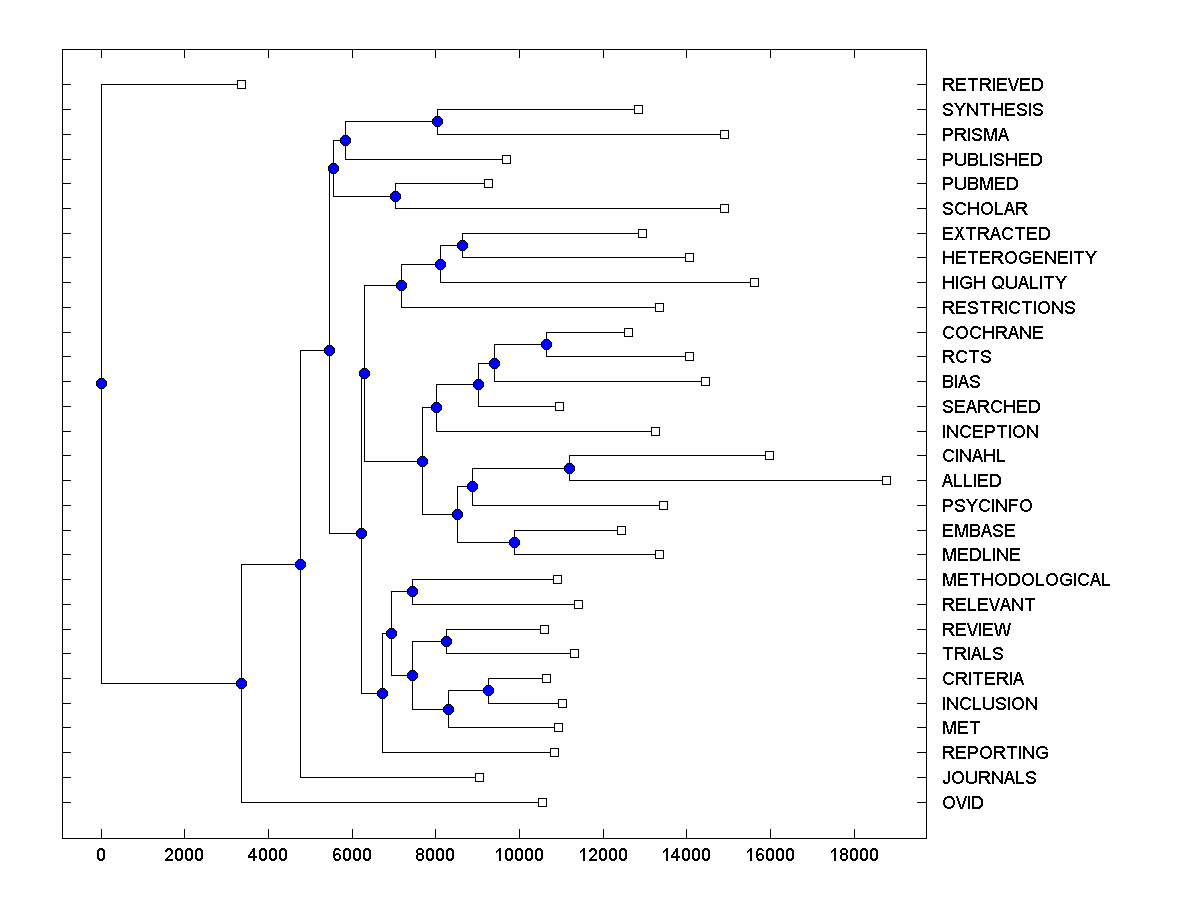 RETRIEVED
SYNTHESIS
PRISMA
PUBLISHED
PUBMED
SCHOLAR
EXTRACTED
HETEROGENEITY
HIGH QUALITY
RESTRICTIONS
COCHRANE
RCTS
BIAS
SEARCHED
INCEPTION
CINAHL
ALLIED
PSYCINFO
EMBASE
MEDLINE
METHODOLOGICAL
RELEVANT
REVIEW
TRIALS
CRITERIA
INCLUSION
MET
REPORTING
JOURNALS
OVID
0 2000 4000 6000 8000 10000 12000 14000 16000 18000